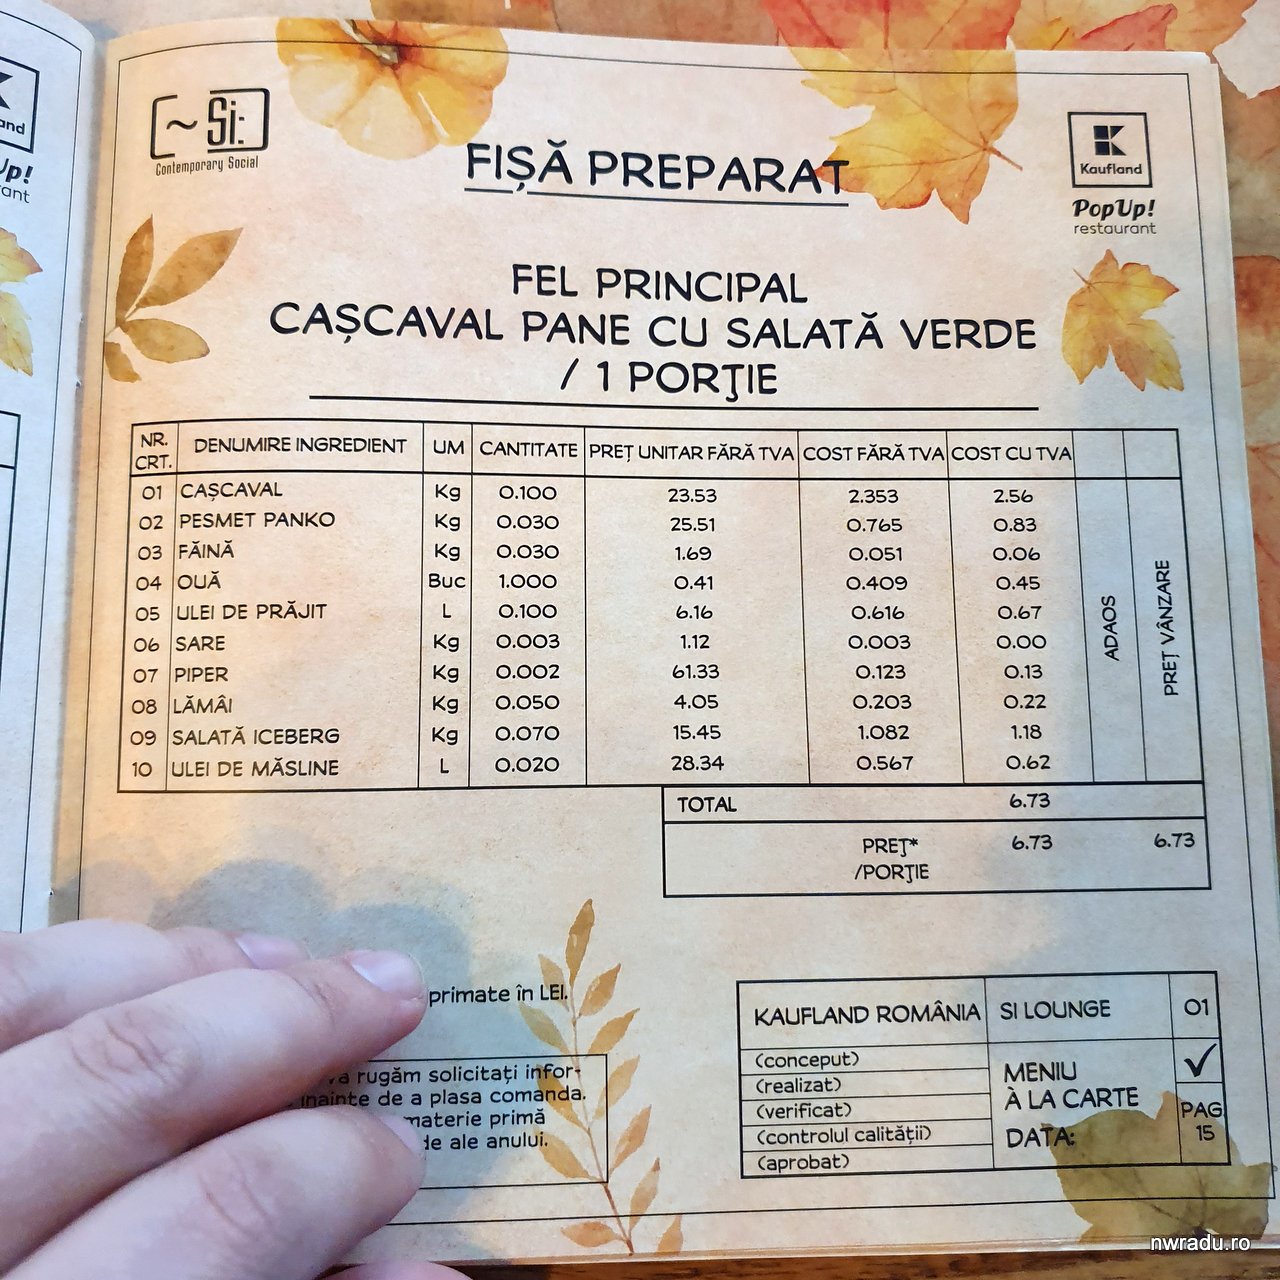 and
up!
rant
~Si:
Contemporary Social
FIȘĂ PREPARAT
K
Kaufland
PopUp!
restaurant
FEL PRINCIPAL
CAȘCAVAL PANE CU SALATĂ VERDE
/ 1 PORŢIE
NR. CRT. DENUMIRE INGREDIENT UM CANTITATE PREȚ UNITAR FĂRĂ TVA COST FĂRĂ TVA COST CU TVA
01 CAȘCAVAL Kg 0.100 23.53 2.353 2.56
02 PESMET PANKO Kg 0.030 25.51 0.765 0.83
03 FĂINĂ Kg 0.030 1.69 0.051 0.06
04 OUĂ Buc 1.000 0.41 0.409 0.45
05 ULEI DE PRĂJIT L 0.100 6.16 0.616 0.67
06 SARE Kg 0.003 1.12 0.003 0.00
07 PIPER Kg 0.002 61.33 0.123 0.13
08 LĂMÂI Kg 0.050 4.05 0.203 0.22
09 SALATĂ ICEBERG Kg 0.070 15.45 1.082 1.18
10 ULEI DE MĂSLINE L 0.020 28.34 0.567 0.62
ADAOS
PREȚ VÂNZARE
TOTAL 6.73
PREŢ* 6.73 6.73
/PORŢIE
primate în LEI.
vă rugăm solicitați infor-
înainte de a plasa comanda.
materie primă
de ale anului.
KAUFLAND ROMÂNIA SI LOUNGE 01
(conceput)
(realizat)
(verificat)
(controlul calității)
(aprobat)
MENIU
À LA CARTE
DATA:
✓
PAG
15
nwradu.ro